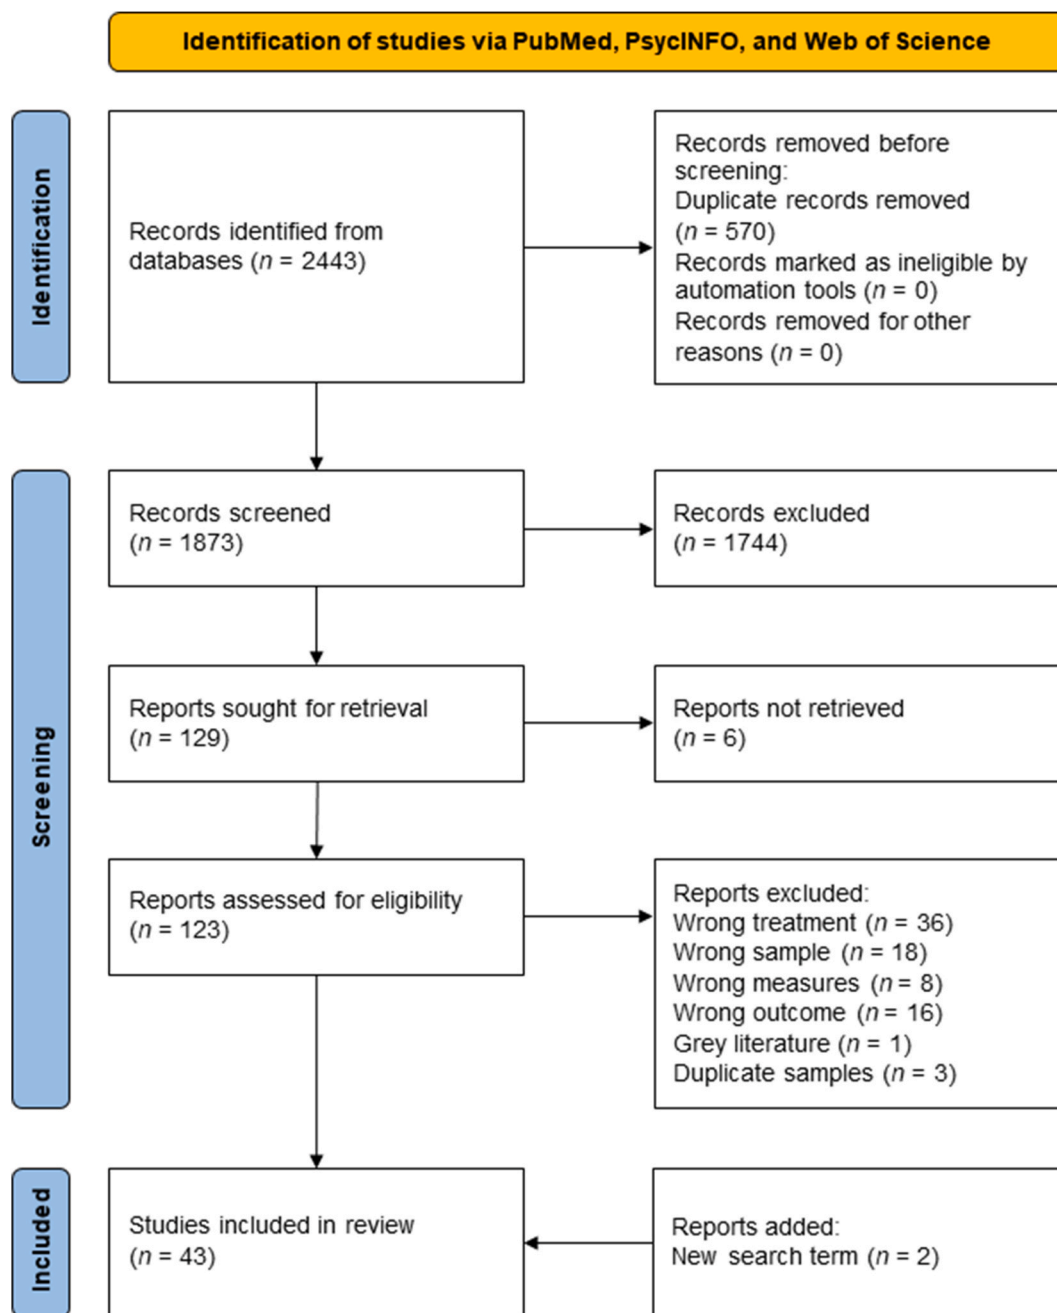 Identification of studies via PubMed, PsycINFO, and Web of Science
Identification
Records identified from
databases (n = 2443)
Records removed before
screening:
Duplicate records removed
(n = 570)
Records marked as ineligible by
automation tools (n = 0)
Records removed for other
reasons (n = 0)
Screening
Records screened
(n = 1873)
Records excluded
(n = 1744)
Reports sought for retrieval
(n = 129)
Reports not retrieved
(n = 6)
Reports assessed for eligibility
(n = 123)
Reports excluded:
Wrong treatment (n = 36)
Wrong sample (n = 18)
Wrong measures (n = 8)
Wrong outcome (n = 16)
Grey literature (n = 1)
Duplicate samples (n = 3)
Included
Studies included in review
(n = 43)
Reports added:
New search term (n = 2)